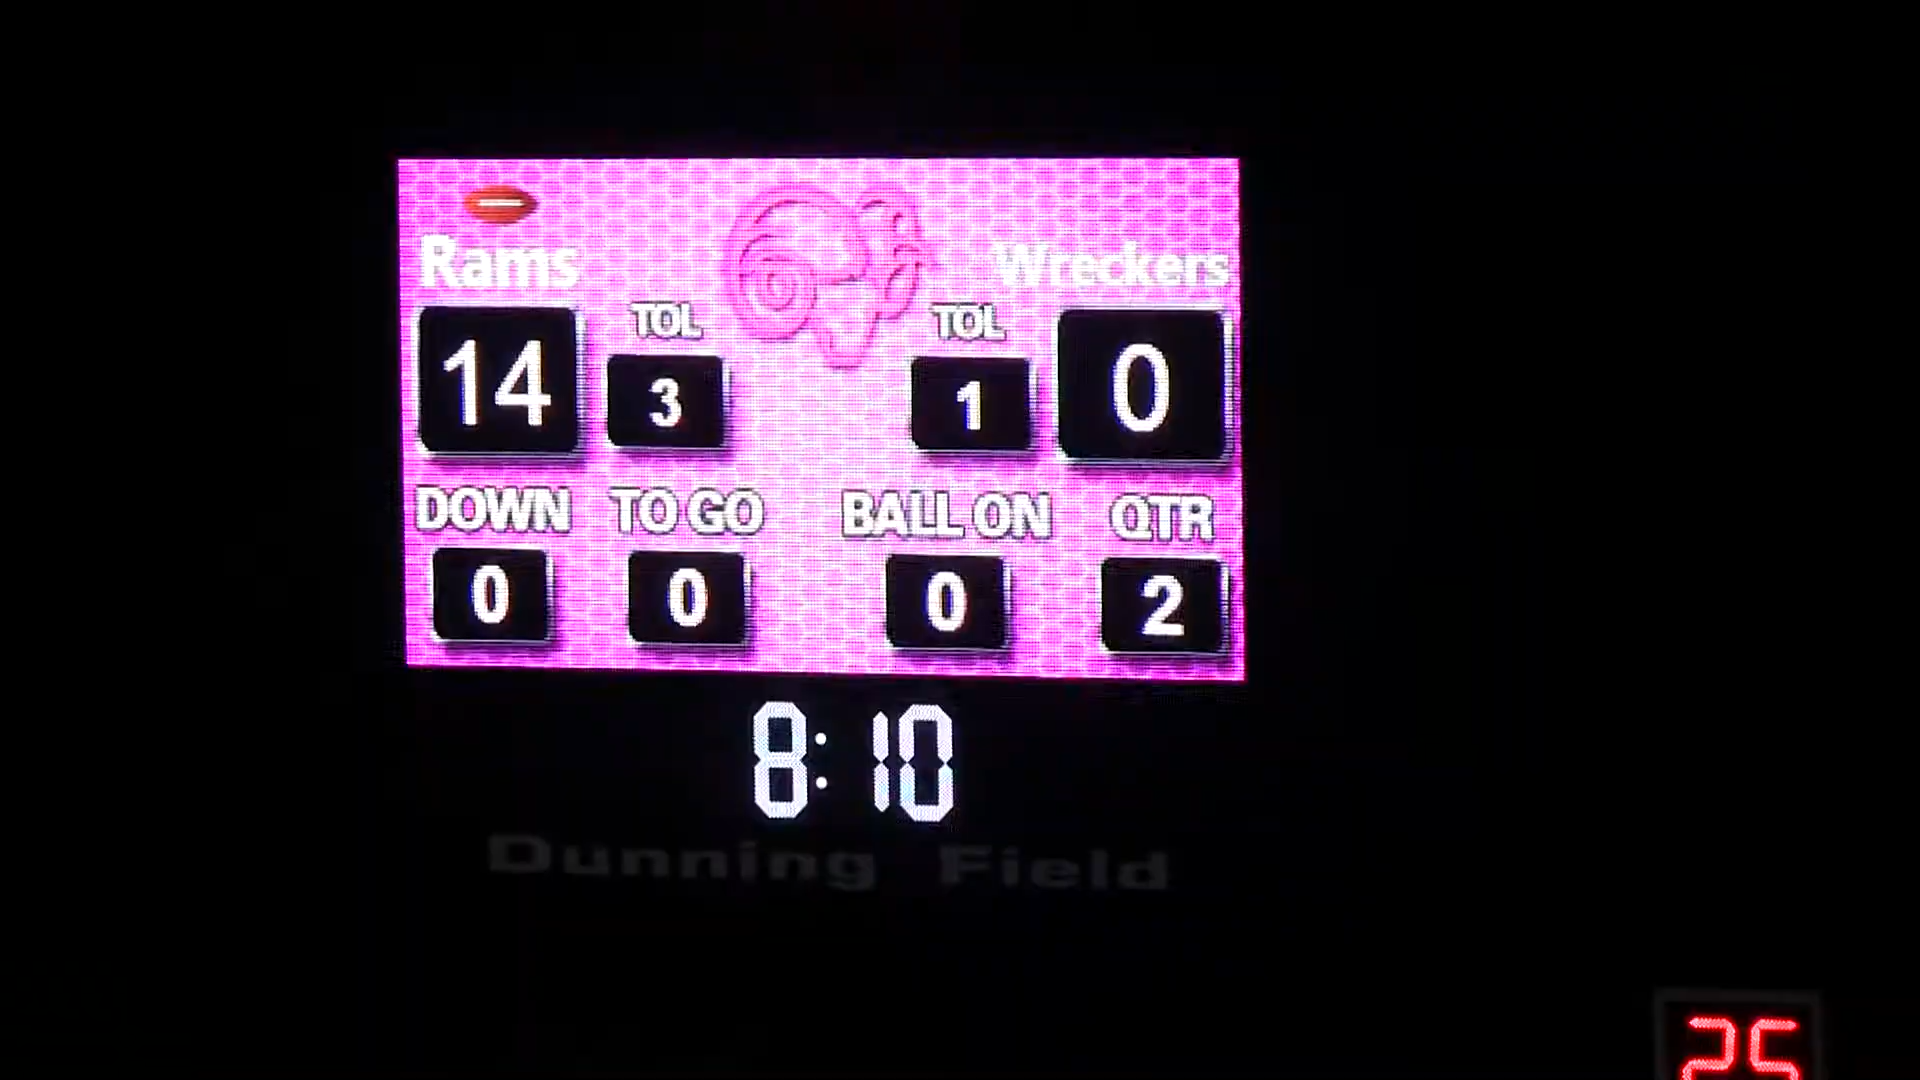 Rams Wreckers
TOL TOL
14 3 1 0
DOWN TO GO BALL ON QTR
0 0 0 2
8:10
Dunning Field
25